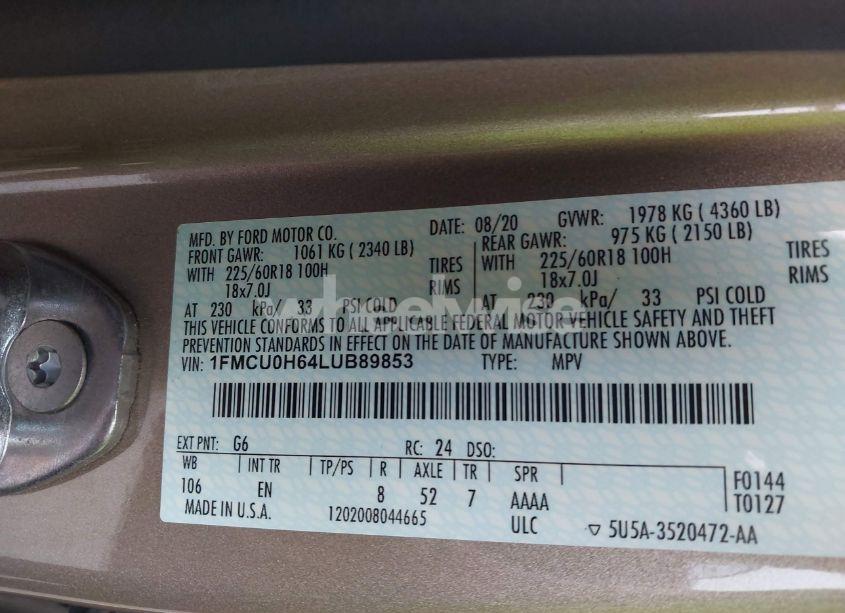 MFD. BY FORD MOTOR CO. DATE: 08/20 GVWR: 1978 KG ( 4360 LB)
FRONT GAWR: 1061 KG ( 2340 LB) REAR GAWR: 975 KG ( 2150 LB)
WITH 225/60R18 100H TIRES WITH 225/60R18 100H TIRES
18x7.0J RIMS 18x7.0J RIMS
AT 230 kPa/ 33 PSI COLD AT 230 kPa/ 33 PSI COLD
THIS VEHICLE CONFORMS TO ALL APPLICABLE FEDERAL MOTOR VEHICLE SAFETY AND THEFT
PREVENTION STANDARDS IN EFFECT ON THE DATE OF MANUFACTURE SHOWN ABOVE.
VIN: 1FMCU0H64LUB89853 TYPE: MPV
EXT PNT: G6 RC: 24 DSO:
WB INT TR TP/PS R AXLE TR SPR
106 EN 8 52 7 AAAA
F0144
T0127
MADE IN U.S.A. 1202008044665 ULC ▽ 5U5A-3520472-AA